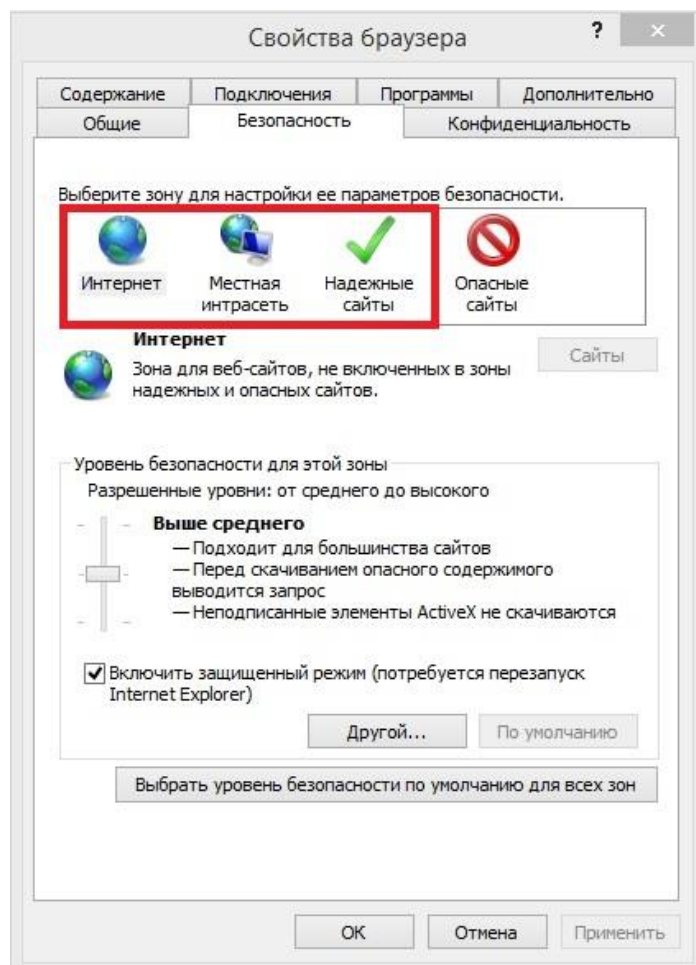 Свойства браузера
?
×
Содержание Подключения Программы Дополнительно
Общие Безопасность Конфиденциальность
Выберите зону для настройки ее параметров безопасности.
Интернет Местная Надежные Опасные
интрасеть сайты сайты
Интернет
Сайты
Зона для веб-сайтов, не включенных в зоны
надежных и опасных сайтов.
Уровень безопасности для этой зоны
Разрешенные уровни: от среднего до высокого
Выше среднего
— Подходит для большинства сайтов
— Перед скачиванием опасного содержимого
выводится запрос
— Неподписанные элементы ActiveX не скачиваются
Включить защищенный режим (потребуется перезапуск
Internet Explorer)
Другой... По умолчанию
Выбрать уровень безопасности по умолчанию для всех зон
ОК Отмена Применить